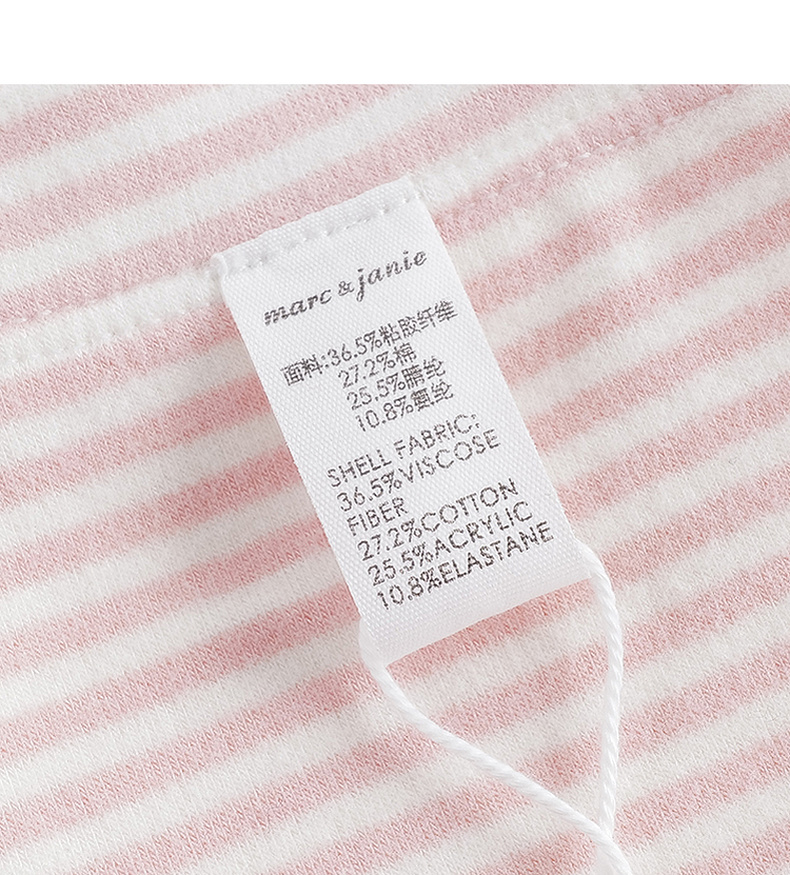 marc & janie
面料:36.5%粘胶纤维
27.2%棉
25.5%腈纶
10.8%氨纶
SHELL FABRIC:
36.5%VISCOSE
FIBER
27.2%COTTON
25.5%ACRYLIC
10.8%ELASTANE